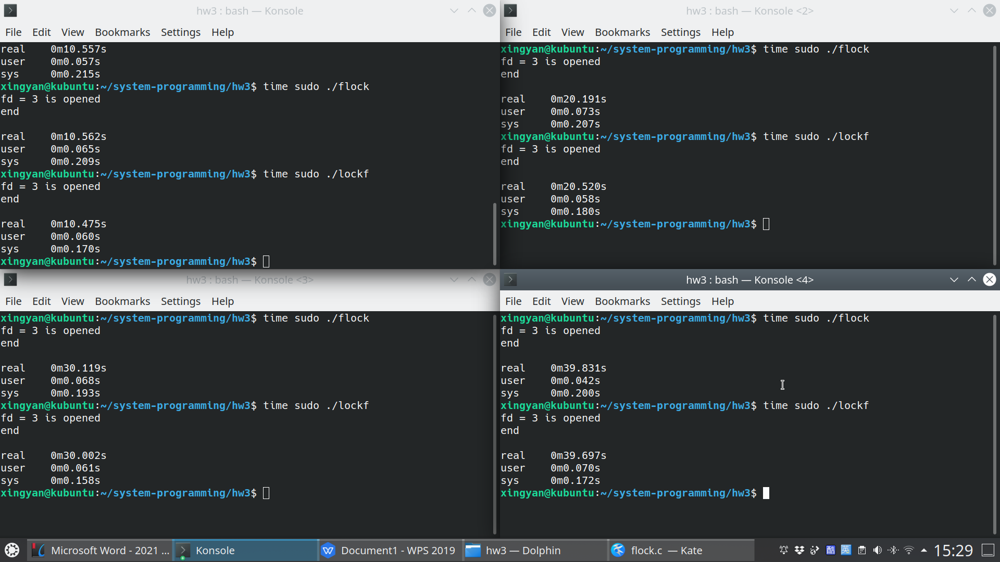 hw3 : bash — Konsole
File Edit View Bookmarks Settings Help
real 0m10.557s
user 0m0.057s
sys 0m0.215s
xingyan@kubuntu:~/system-programming/hw3$ time sudo ./flock
fd = 3 is opened
end
real 0m10.562s
user 0m0.065s
sys 0m0.209s
xingyan@kubuntu:~/system-programming/hw3$ time sudo ./lockf
fd = 3 is opened
end
real 0m10.475s
user 0m0.060s
sys 0m0.170s
xingyan@kubuntu:~/system-programming/hw3$
hw3 : bash — Konsole <2>
File Edit View Bookmarks Settings Help
xingyan@kubuntu:~/system-programming/hw3$ time sudo ./flock
fd = 3 is opened
end
real 0m20.191s
user 0m0.073s
sys 0m0.207s
xingyan@kubuntu:~/system-programming/hw3$ time sudo ./lockf
fd = 3 is opened
end
real 0m20.520s
user 0m0.058s
sys 0m0.180s
xingyan@kubuntu:~/system-programming/hw3$
hw3 : bash — Konsole <3>
File Edit View Bookmarks Settings Help
xingyan@kubuntu:~/system-programming/hw3$ time sudo ./flock
fd = 3 is opened
end
real 0m30.119s
user 0m0.068s
sys 0m0.193s
xingyan@kubuntu:~/system-programming/hw3$ time sudo ./lockf
fd = 3 is opened
end
real 0m30.002s
user 0m0.061s
sys 0m0.158s
xingyan@kubuntu:~/system-programming/hw3$
hw3 : bash — Konsole <4>
File Edit View Bookmarks Settings Help
xingyan@kubuntu:~/system-programming/hw3$ time sudo ./flock
fd = 3 is opened
end
real 0m39.831s
user 0m0.042s
sys 0m0.200s
xingyan@kubuntu:~/system-programming/hw3$ time sudo ./lockf
fd = 3 is opened
end
real 0m39.697s
user 0m0.070s
sys 0m0.172s
xingyan@kubuntu:~/system-programming/hw3$
Microsoft Word - 2021 ... Konsole Document1 - WPS 2019 hw3 — Dolphin flock.c — Kate 酷 英 15:29